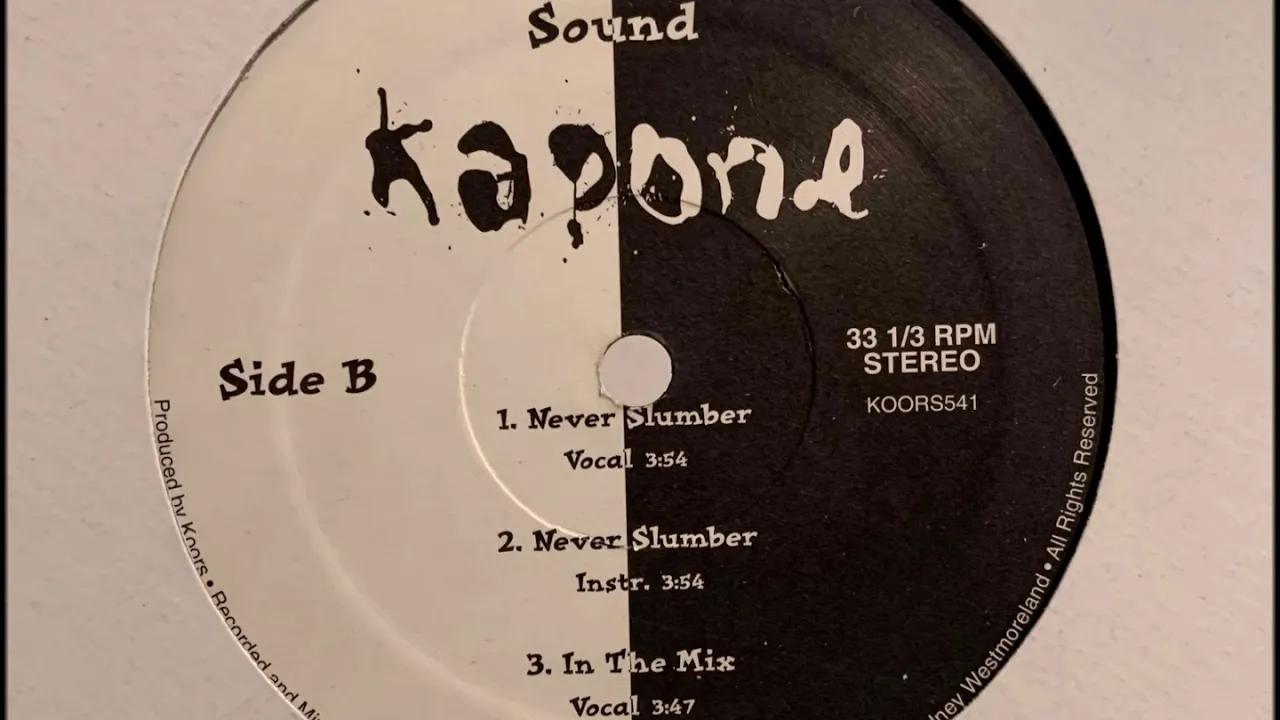 Sound
Kapone
Side B
33 1/3 RPM
STEREO
KOORS541
1. Never Slumber
Vocal 3:54
2. Never Slumber
Instr. 3:54
3. In The Mix
Vocal 3:47
Produced by Koors • Recorded and
Westmoreland • All Rights Reserved